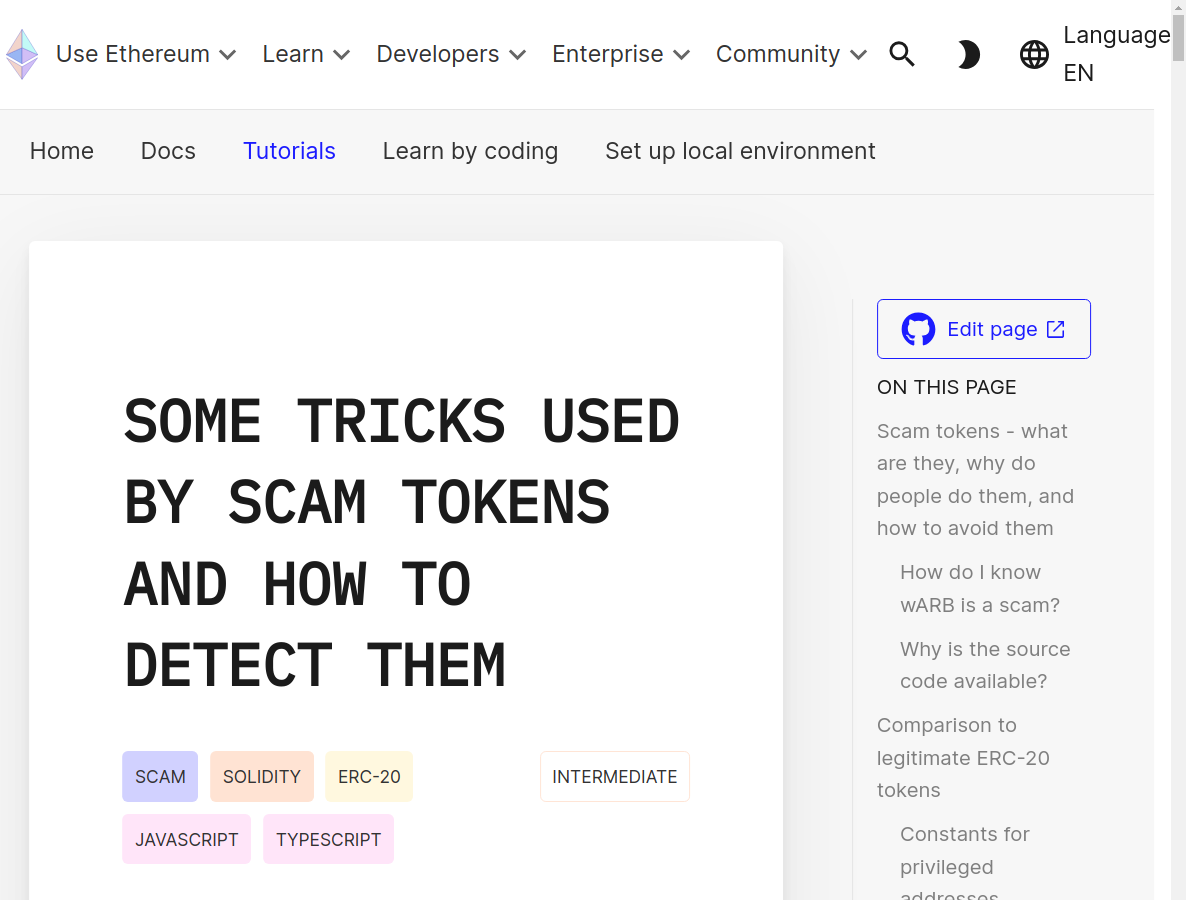 Use Ethereum Learn Developers Enterprise Community Language
EN
Home Docs Tutorials Learn by coding Set up local environment
SOME TRICKS USED
BY SCAM TOKENS
AND HOW TO
DETECT THEM
SCAM SOLIDITY ERC-20 INTERMEDIATE
JAVASCRIPT TYPESCRIPT
Edit page
ON THIS PAGE
Scam tokens - what
are they, why do
people do them, and
how to avoid them
How do I know
wARB is a scam?
Why is the source
code available?
Comparison to
legitimate ERC-20
tokens
Constants for
privileged
addresses